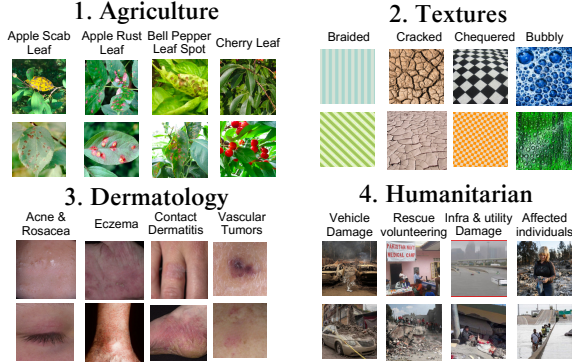 1. Agriculture
Apple Scab Leaf
Apple Rust Leaf
Bell Pepper Leaf Spot
Cherry Leaf
2. Textures
Braided
Cracked
Chequered
Bubbly
3. Dermatology
Acne & Rosacea
Eczema
Contact Dermatitis
Vascular Tumors
4. Humanitarian
Vehicle Damage
Rescue volunteering
Infra & utility Damage
Affected individuals
MEDICAL CAMP